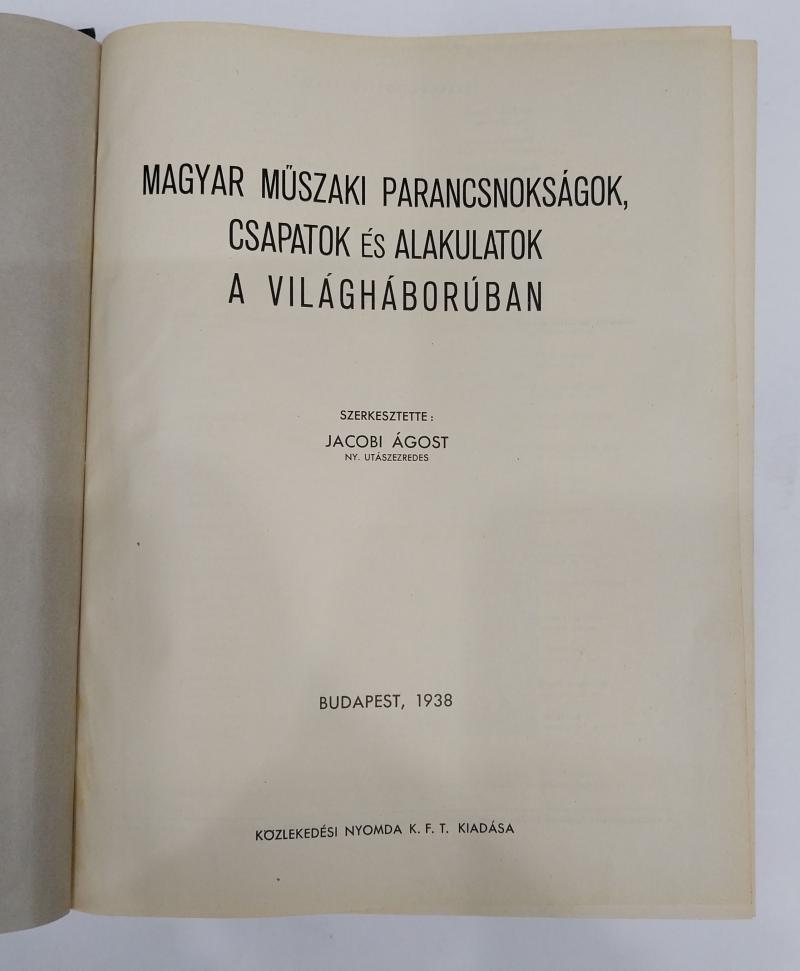 MAGYAR MŰSZAKI PARANCSNOKSÁGOK,
CSAPATOK ÉS ALAKULATOK
A VILÁGHÁBORÚBAN
SZERKESZTETTE:
JACOBI ÁGOST
NY. UTÁSZEZREDES
BUDAPEST, 1938
KÖZLEKEDÉSI NYOMDA K. F. T. KIADÁSA